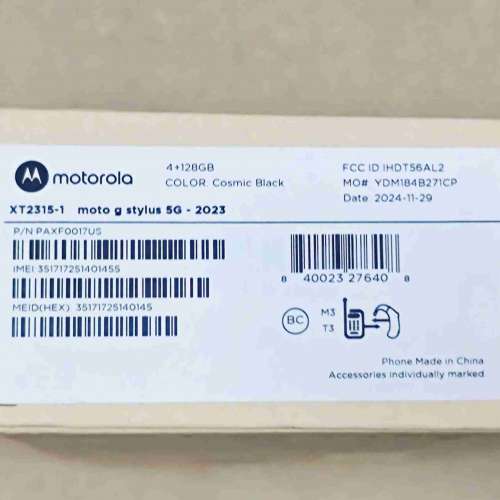 motorola
4+128GB
COLOR: Cosmic Black
FCC ID IHDT56AL2
MO# YDM184B271CP
Date: 2024-11-29
XT2315-1 moto g stylus 5G - 2023
P/N PAXF0017US
IMEI: 351717251401455
MEID(HEX): 35171725140145
8 40023 27640 8
BC
M3
T3
Phone Made in China
Accessories individually marked